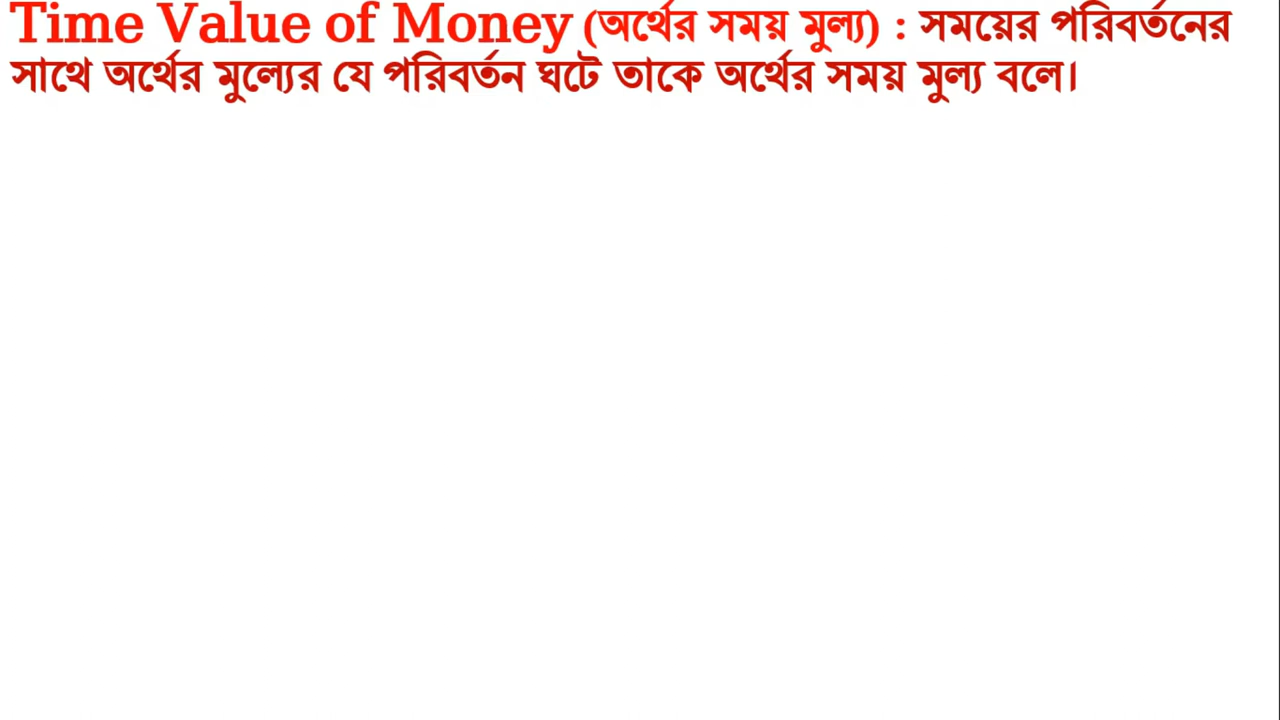 Time Value of Money (অর্থের সময় মুল্য) : সময়ের পরিবর্তনের
সাথে অর্থের মুল্যের যে পরিবর্তন ঘটে তাকে অর্থের সময় মুল্য বলে।